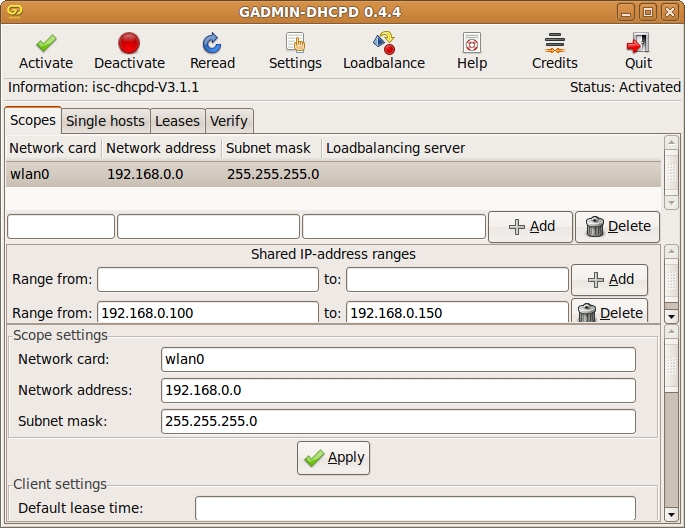 GADMIN-DHCPD 0.4.4
Activate Deactivate Reread Settings Loadbalance Help Credits Quit
Information: isc-dhcpd-V3.1.1 Status: Activated
Scopes Single hosts Leases Verify
Network card Network address Subnet mask Loadbalancing server
wlan0 192.168.0.0 255.255.255.0
Add Delete
Shared IP-address ranges
Range from: to: Add
Range from: 192.168.0.100 to: 192.168.0.150 Delete
Scope settings
Network card: wlan0
Network address: 192.168.0.0
Subnet mask: 255.255.255.0
Apply
Client settings
Default lease time: